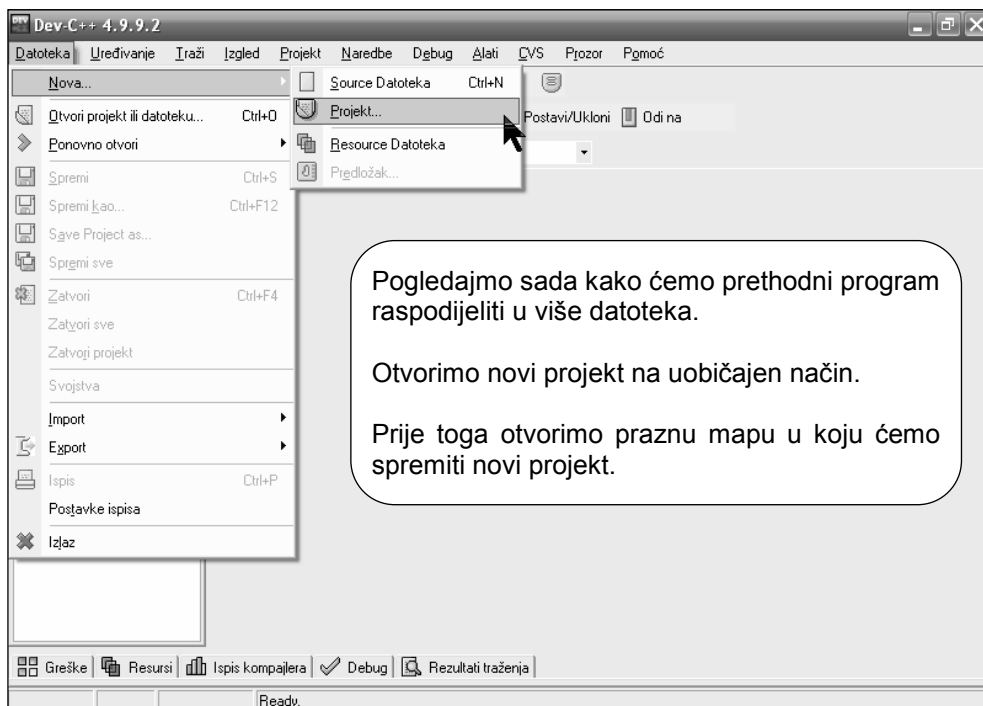 Dev-C++ 4.9.9.2
Datoteka Uređivanje Traži Izgled Projekt Naredbe Debug Alati CVS Prozor Pomoć
Nova...
Source Datoteka Ctrl+N
Otvori projekt ili datoteku... Ctrl+O
Projekt...
Postavi/Ukloni Odi na
Ponovno otvori
Resource Datoteka
Spremi Ctrl+S
Predložak...
Spremi kao... Ctrl+F12
Save Project as...
Spremi sve
Zatvori Ctrl+F4
Zatvori sve
Zatvori projekt
Svojstva
Import
Export
Ispis Ctrl+P
Postavke ispisa
Izlaz
Pogledajmo sada kako ćemo prethodni program
raspodijeliti u više datoteka.
Otvorimo novi projekt na uobičajen način.
Prije toga otvorimo praznu mapu u koju ćemo
spremiti novi projekt.
Greške Resursi Ispis kompajlera Debug Rezultati traženja
Ready.